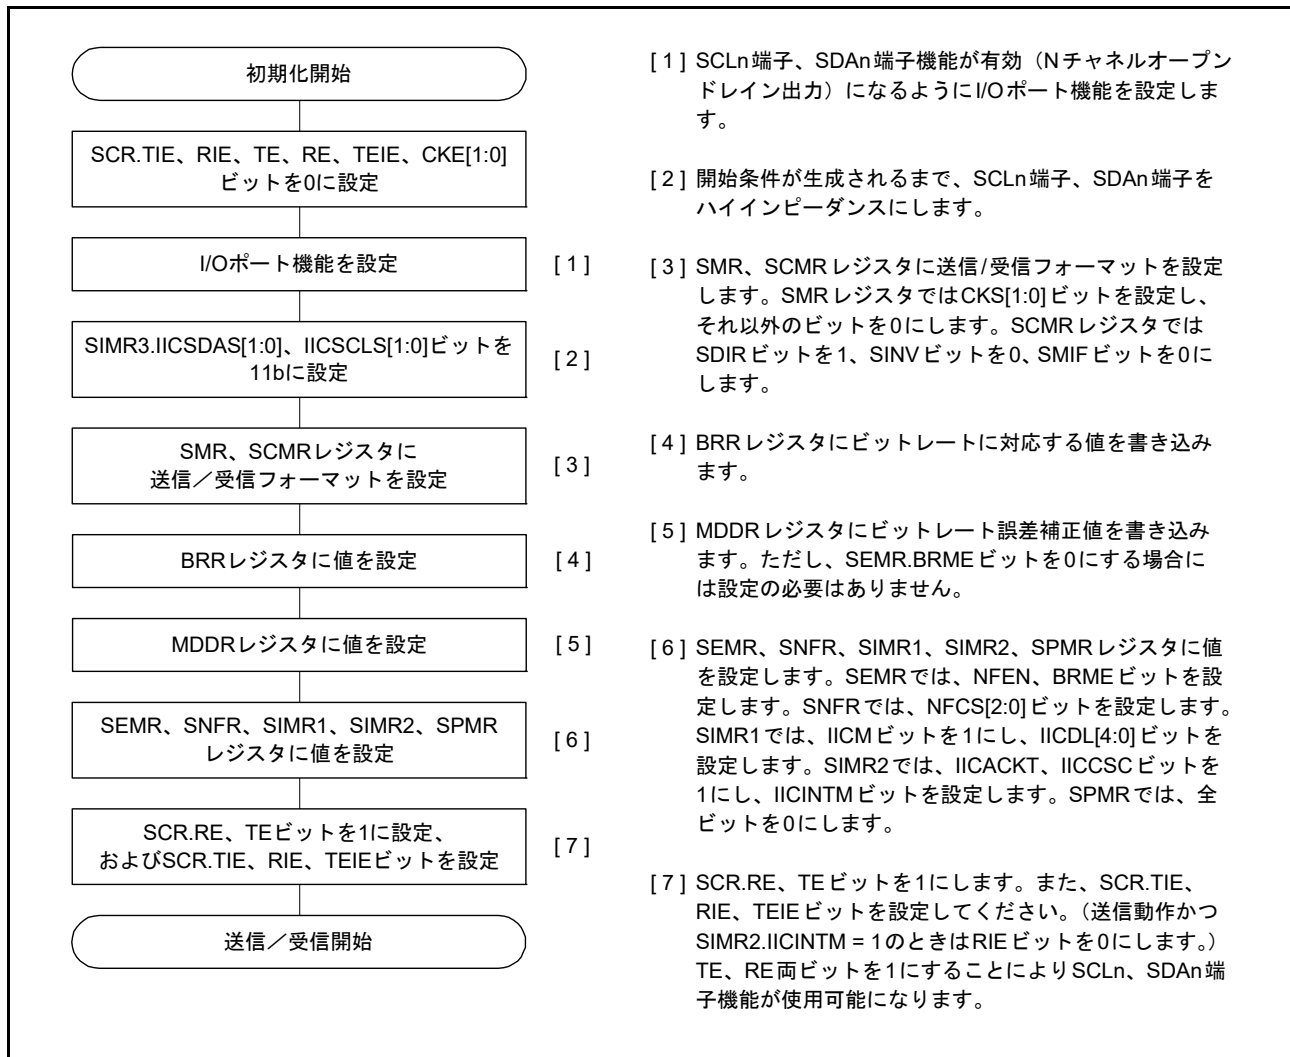 初期化開始
SCR.TIE、RIE、TE、RE、TEIE、CKE[1:0]
ビットを0に設定
I/Oポート機能を設定
[ 1 ]
SIMR3.IICSDAS[1:0]、IICSCLS[1:0]ビットを
11bに設定
[ 2 ]
SMR、SCMRレジスタに
送信／受信フォーマットを設定
[ 3 ]
BRRレジスタに値を設定
[ 4 ]
MDDRレジスタに値を設定
[ 5 ]
SEMR、SNFR、SIMR1、SIMR2、SPMR
レジスタに値を設定
[ 6 ]
SCR.RE、TEビットを1に設定、
およびSCR.TIE、RIE、TEIEビットを設定
[ 7 ]
送信／受信開始
[ 1 ] SCLn端子、SDAn端子機能が有効（Nチャネルオープン
ドレイン出力）になるようにI/Oポート機能を設定しま
す。
[ 2 ] 開始条件が生成されるまで、SCLn端子、SDAn端子を
ハイインピーダンスにします。
[ 3 ] SMR、SCMRレジスタに送信/受信フォーマットを設定
します。SMRレジスタではCKS[1:0]ビットを設定し、
それ以外のビットを0にします。SCMRレジスタでは
SDIRビットを1、SINVビットを0、SMIFビットを0に
します。
[ 4 ] BRRレジスタにビットレートに対応する値を書き込み
ます。
[ 5 ] MDDRレジスタにビットレート誤差補正値を書き込み
ます。ただし、SEMR.BRMEビットを0にする場合に
は設定の必要はありません。
[ 6 ] SEMR、SNFR、SIMR1、SIMR2、SPMRレジスタに値
を設定します。SEMRでは、NFEN、BRMEビットを設
定します。SNFRでは、NFCS[2:0]ビットを設定します。
SIMR1では、IICMビットを1にし、IICDL[4:0]ビットを
設定します。SIMR2では、IICACKT、IICCSCビットを
1にし、IICINTMビットを設定します。SPMRでは、全
ビットを0にします。
[ 7 ] SCR.RE、TEビットを1にします。また、SCR.TIE、
RIE、TEIEビットを設定してください。（送信動作かつ
SIMR2.IICINTM = 1のときはRIEビットを0にします。）
TE、RE両ビットを1にすることによりSCLn、SDAn端
子機能が使用可能になります。